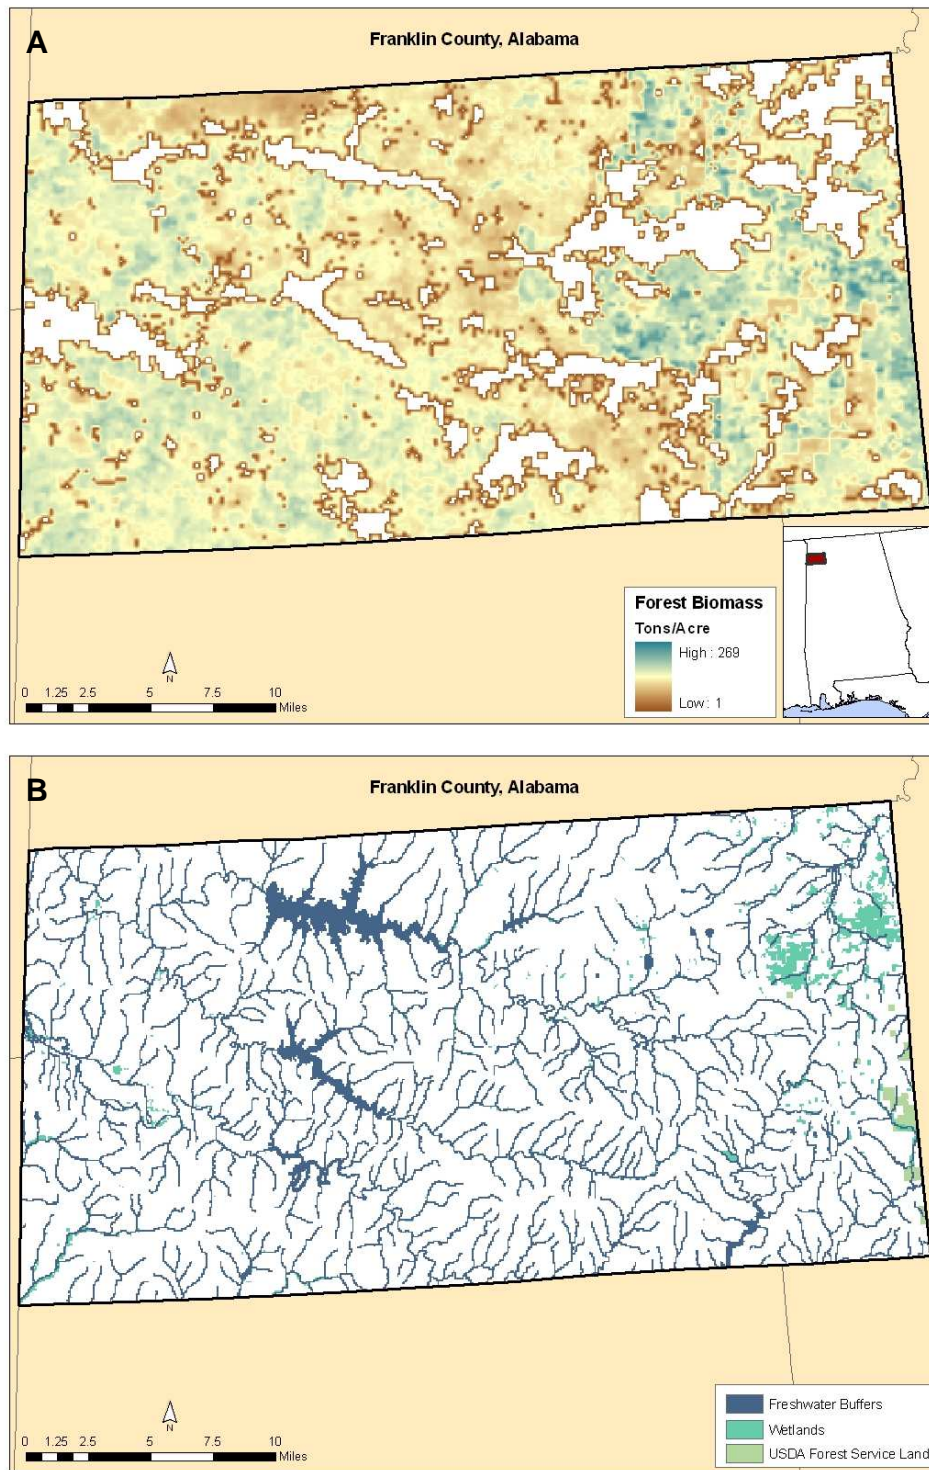 A
Franklin County, Alabama
Forest Biomass
Tons/Acre
High : 269
Low : 1
N
0 1.25 2.5 5 7.5 10
Miles
B
Franklin County, Alabama
N
0 1.25 2.5 5 7.5 10
Miles
Freshwater Buffers
Wetlands
USDA Forest Service Land